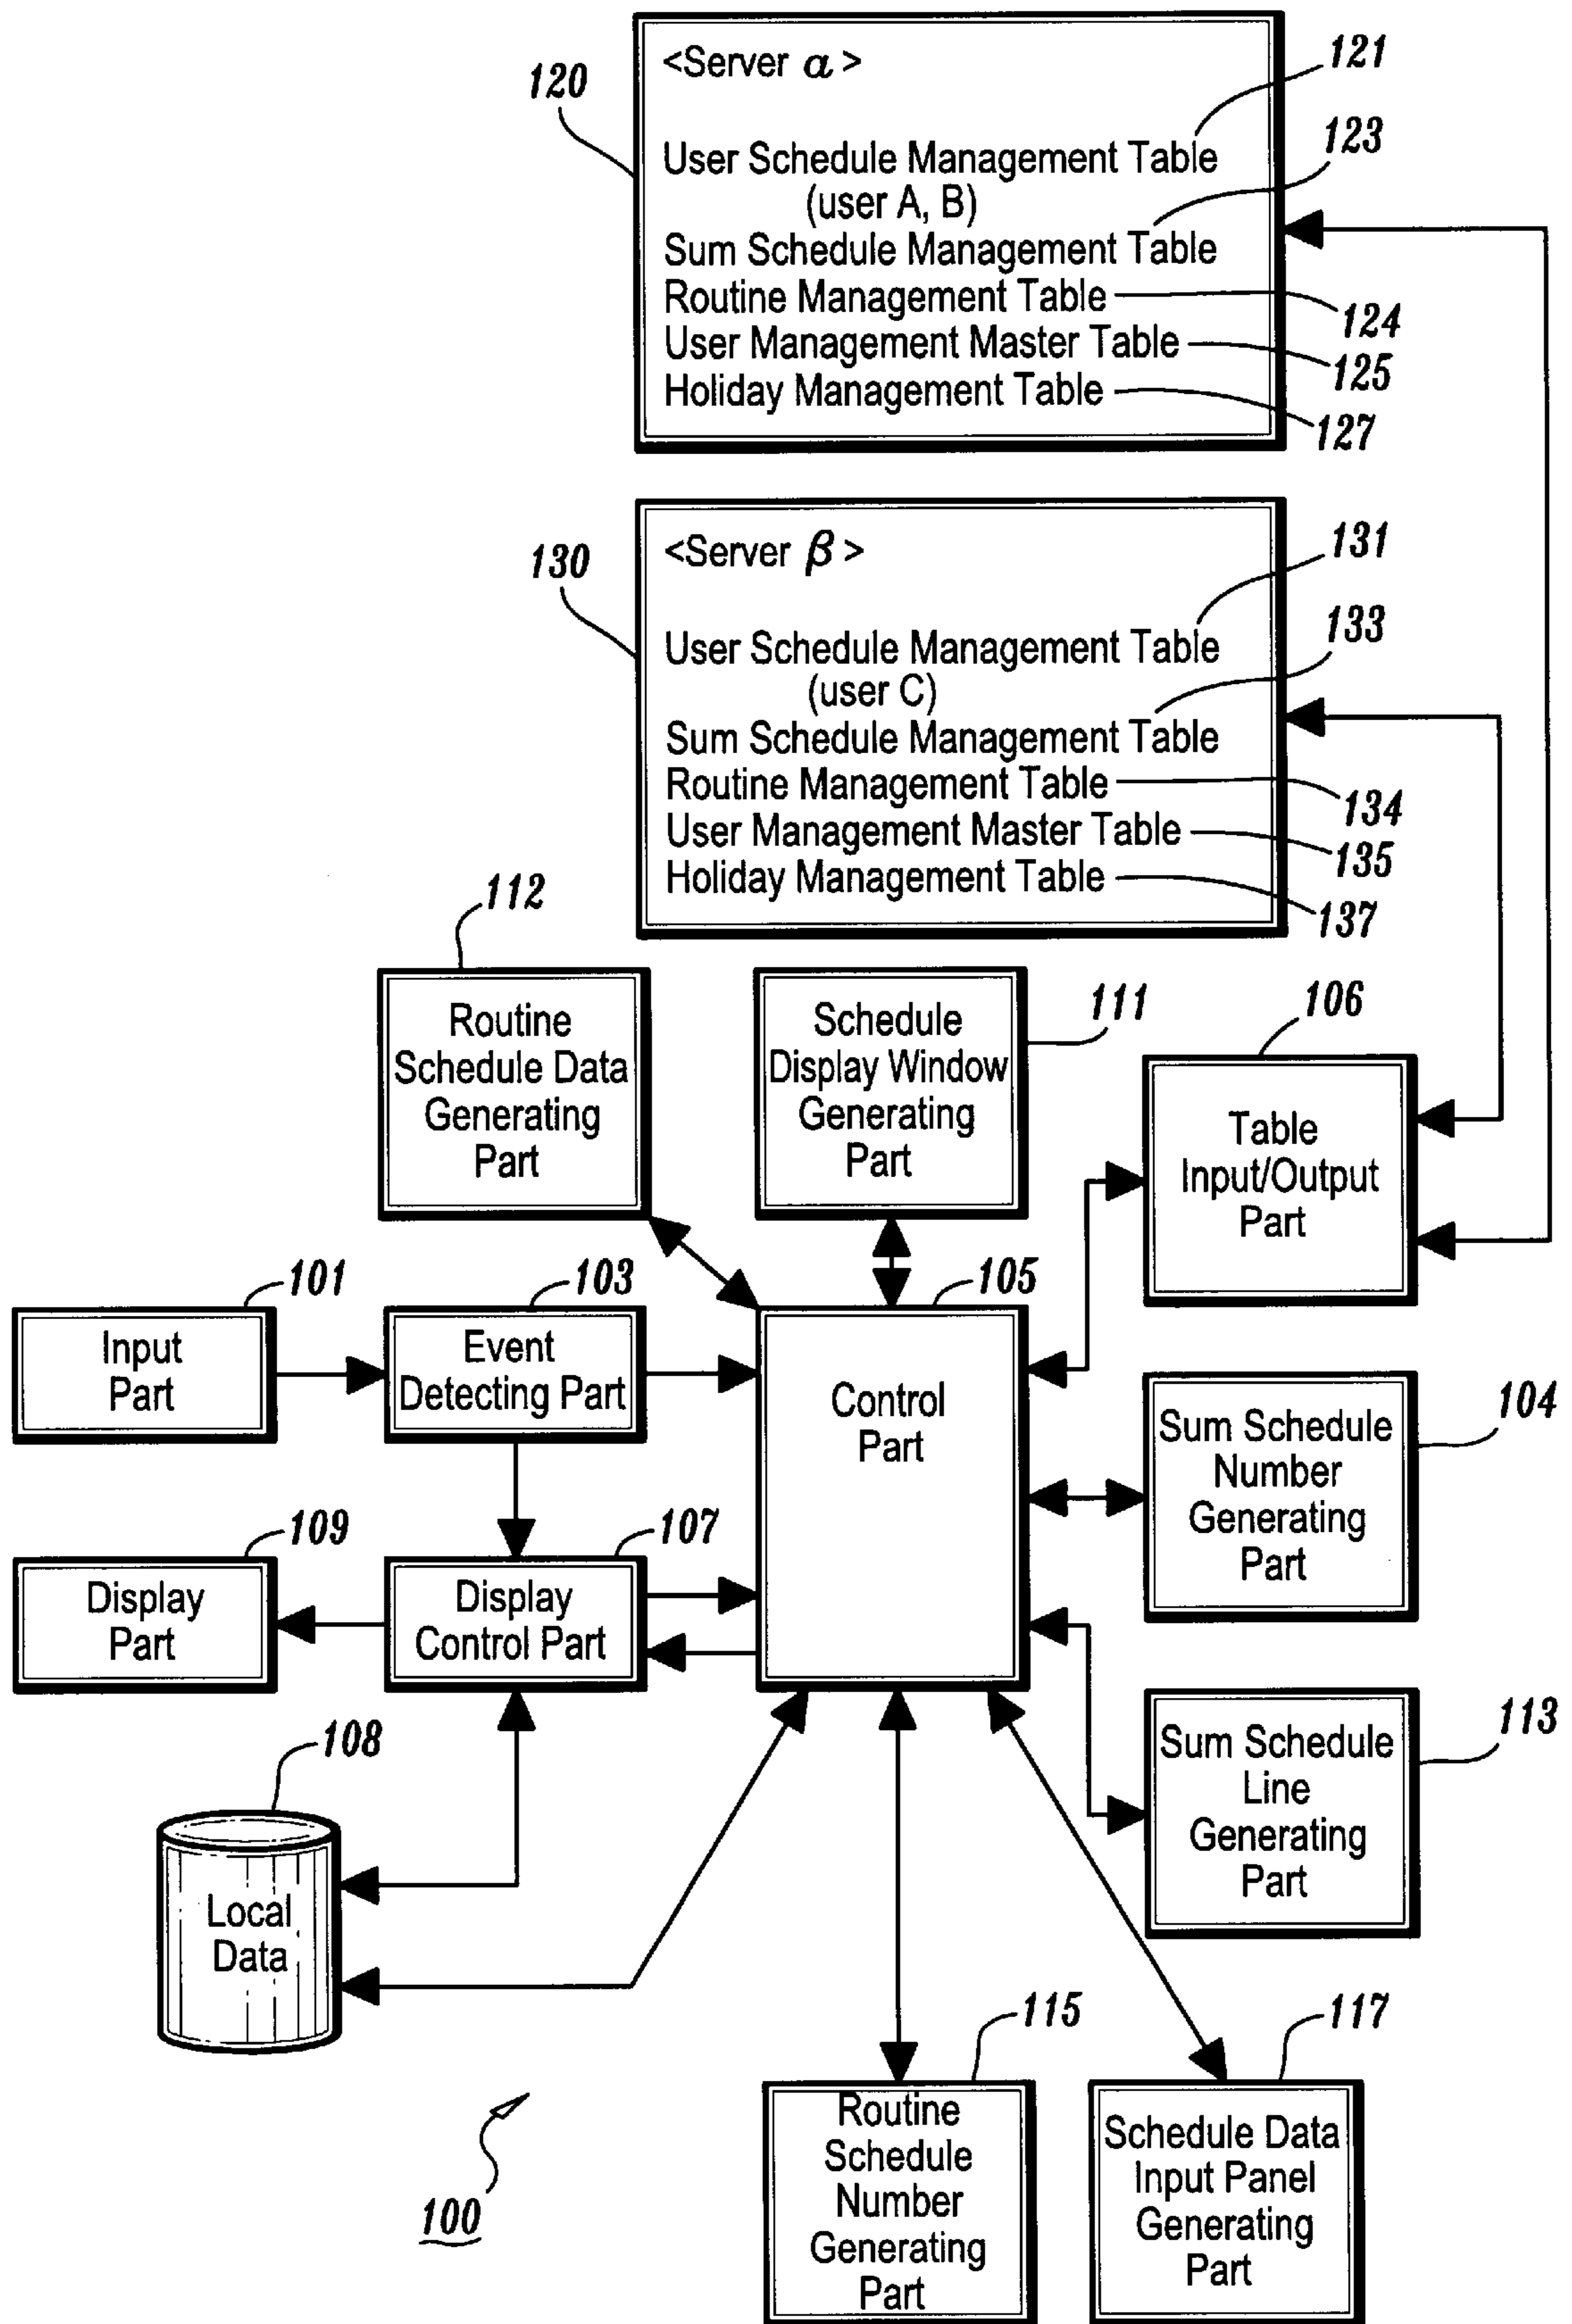 <Server α>
120
121
User Schedule Management Table
(user A, B)
123
Sum Schedule Management Table
Routine Management Table
124
User Management Master Table
125
Holiday Management Table
127
<Server β>
130
131
User Schedule Management Table
(user C)
133
Sum Schedule Management Table
Routine Management Table
134
User Management Master Table
135
Holiday Management Table
137
112
Routine
Schedule Data
Generating
Part
111
Schedule
Display Window
Generating
Part
106
Table
Input/Output
Part
101
Input
Part
103
Event
Detecting Part
105
Control
Part
104
Sum Schedule
Number
Generating
Part
109
Display
Part
107
Display
Control Part
113
Sum Schedule
Line
Generating
Part
108
Local
Data
115
Routine
Schedule
Number
Generating
Part
117
Schedule Data
Input Panel
Generating
Part
100